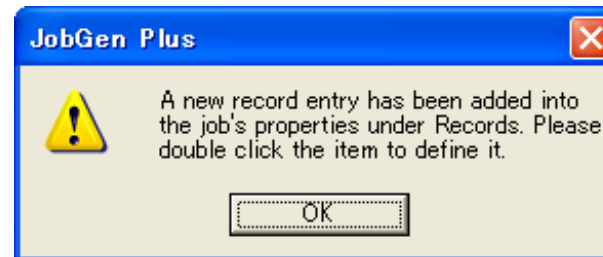 JobGen Plus
A new record entry has been added into
the job's properties under Records. Please
double click the item to define it.
OK